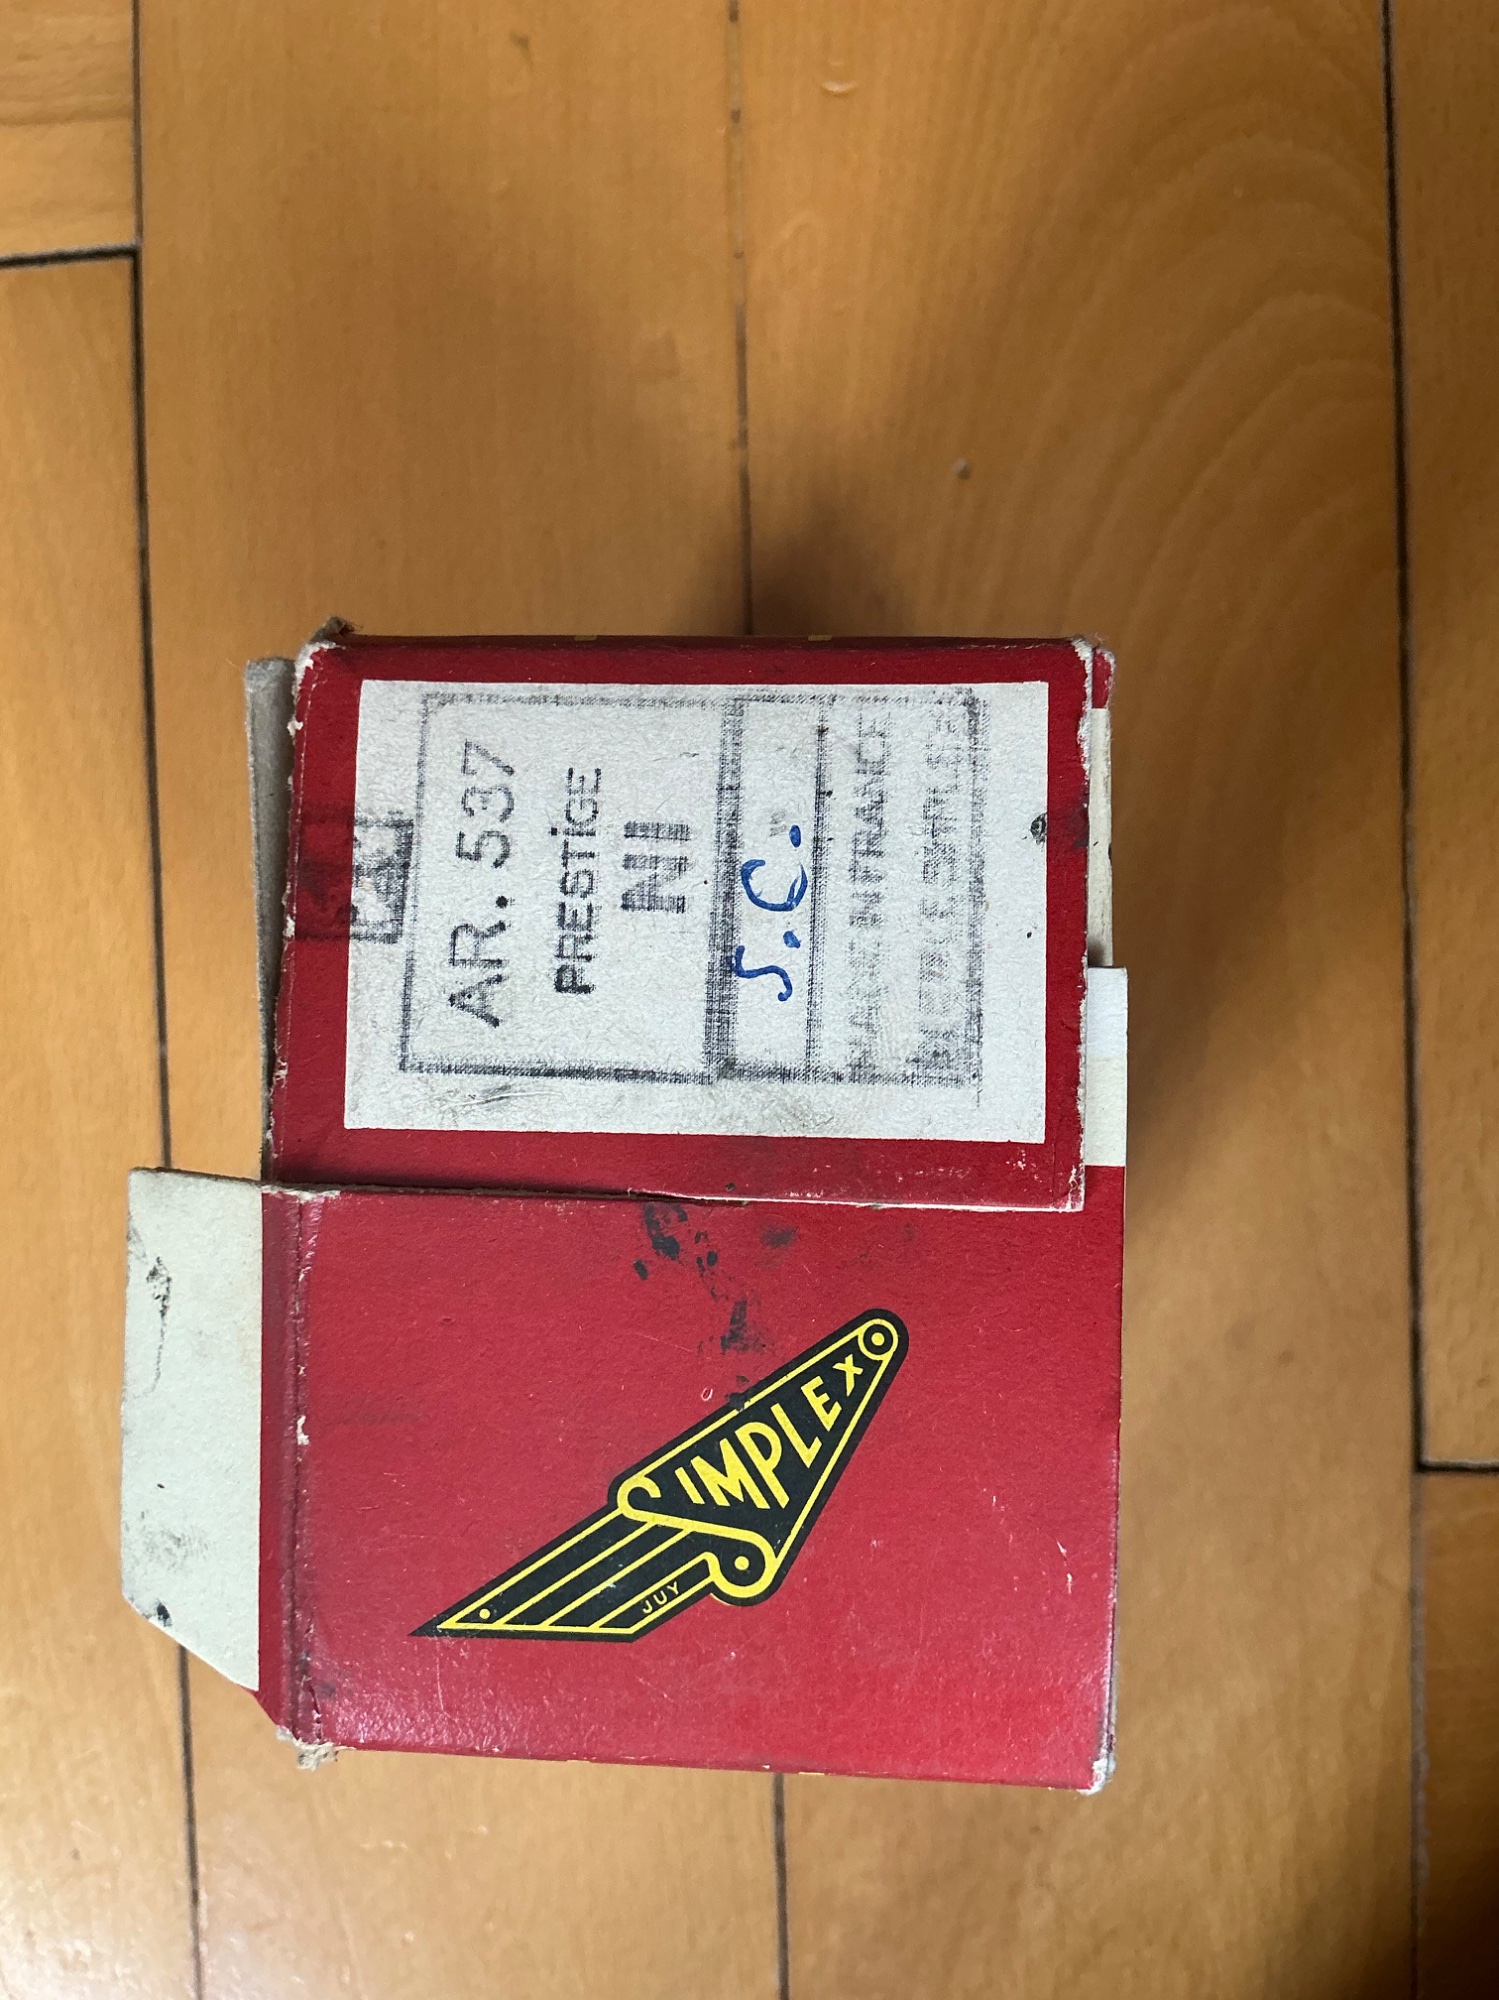 AR. 537
PRESTIGE
NI
S.C.
MADE IN FRANCE
SIMPLEX
JUY